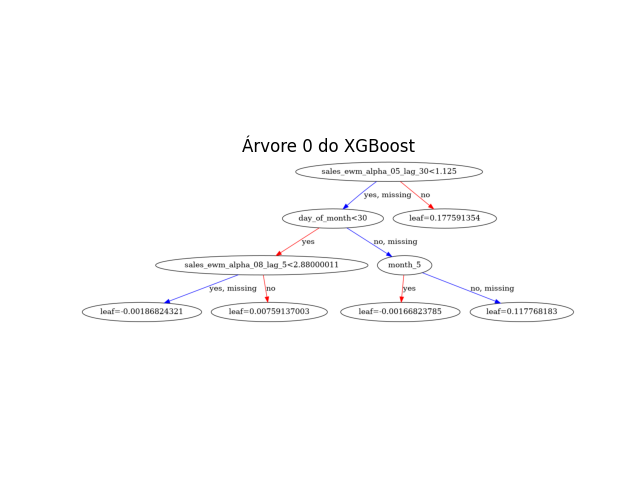 Árvore 0 do XGBoost
sales_ewm_alpha_05_lag_30<1.125
yes, missing
no
day_of_month<30
leaf=0.177591354
yes
no, missing
sales_ewm_alpha_08_lag_5<2.88000011
month_5
yes, missing
no
yes
no, missing
leaf=-0.00186824321
leaf=0.00759137003
leaf=-0.00166823785
leaf=0.117768183